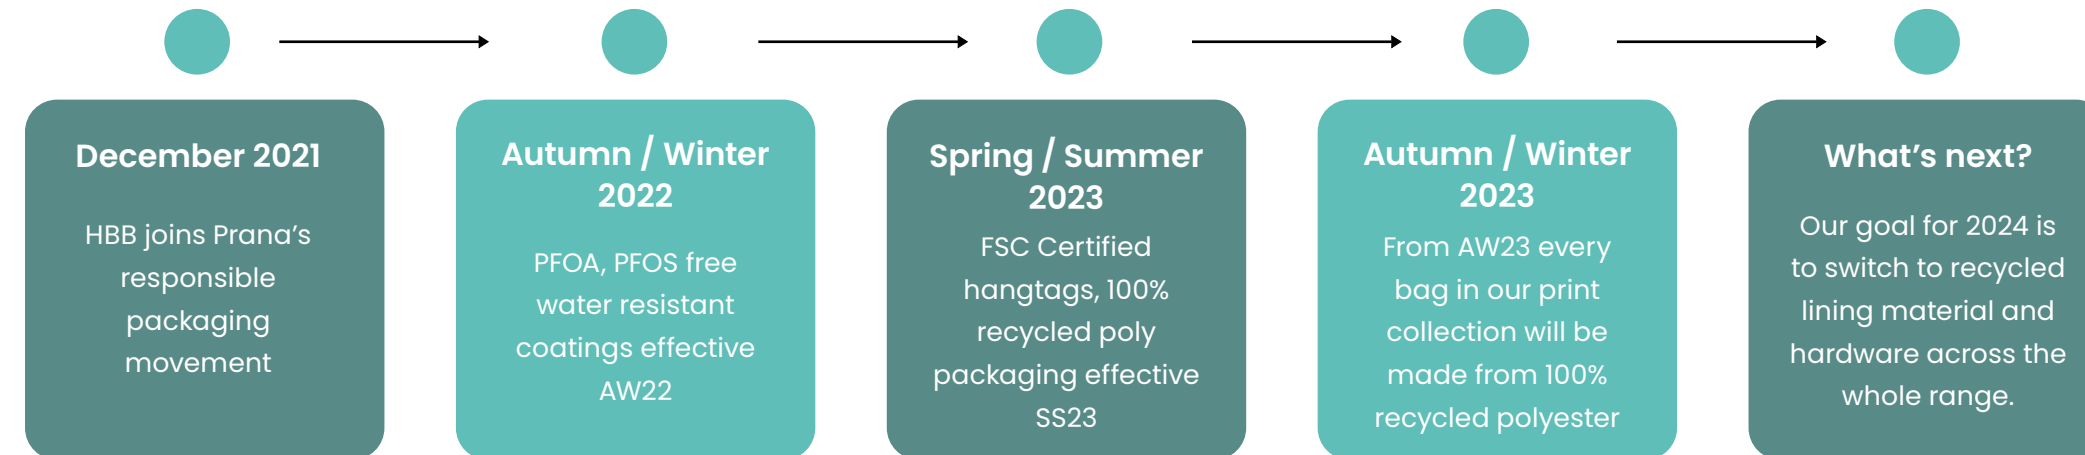 December 2021
HBB joins Prana's
responsible
packaging
movement
Autumn / Winter
2022
PFOA, PFOS free
water resistant
coatings effective
AW22
Spring / Summer
2023
FSC Certified
hangtags, 100%
recycled poly
packaging effective
SS23
Autumn / Winter
2023
From AW23 every
bag in our print
collection will be
made from 100%
recycled polyester
What's next?
Our goal for 2024 is
to switch to recycled
lining material and
hardware across the
whole range.